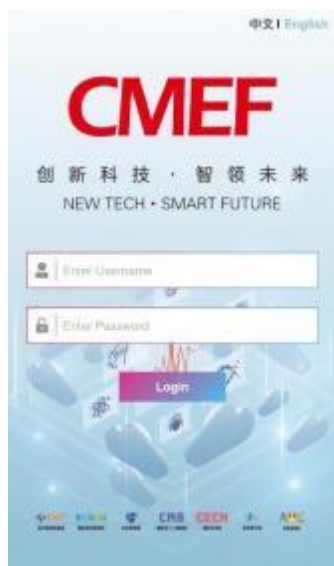 中文 | English
CMEF
创新科技 · 智领未来
NEW TECH • SMART FUTURE
Enter Username
Enter Password
Login
CRS CECH